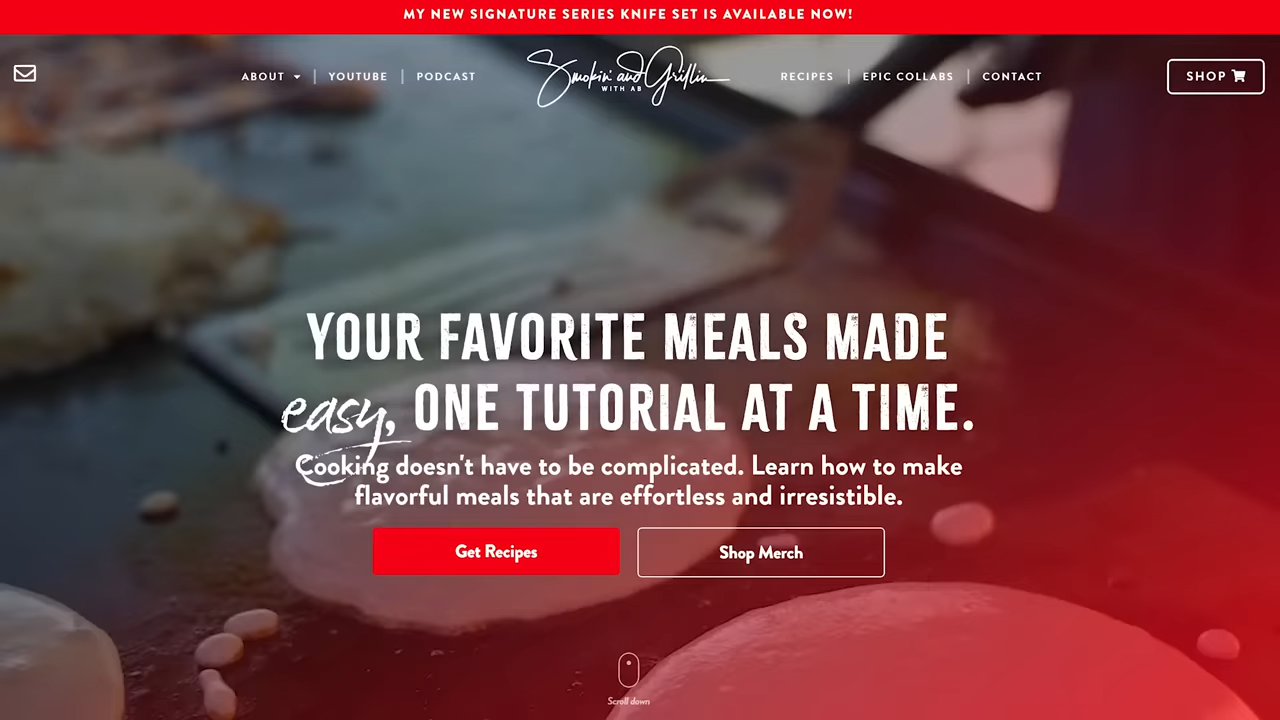 MY NEW SIGNATURE SERIES KNIFE SET IS AVAILABLE NOW!
ABOUT
YOUTUBE
PODCAST
Smokin' and Grillin
WITH AB
RECIPES
EPIC COLLABS
CONTACT
SHOP
YOUR FAVORITE MEALS MADE
easy, ONE TUTORIAL AT A TIME.
Cooking doesn't have to be complicated. Learn how to make
flavorful meals that are effortless and irresistible.
Get Recipes
Shop Merch
Scroll down